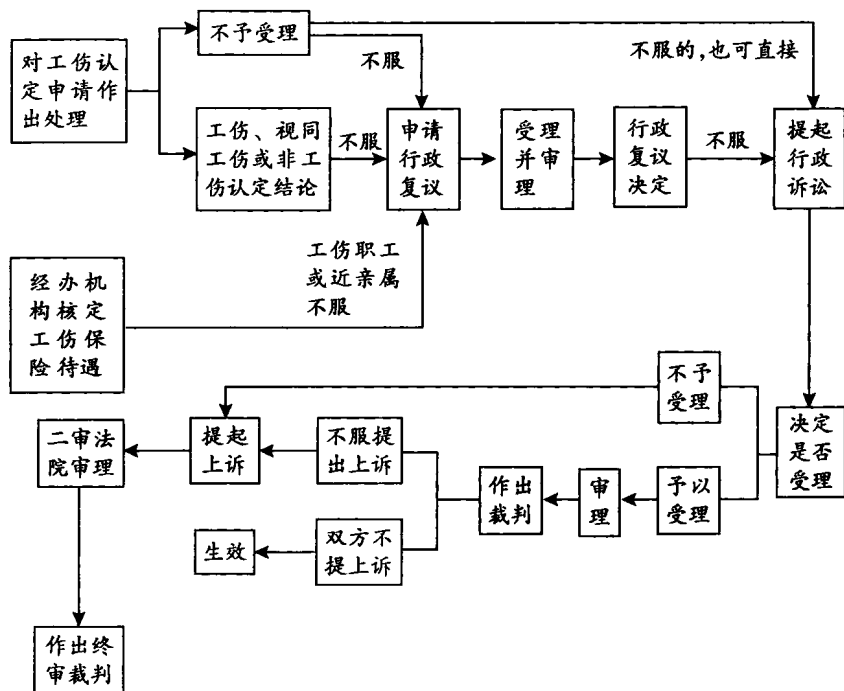 不予受理
不服的,也可直接
对工伤认
定申请作
出处理
不服
工伤、视同
工伤或非工
伤认定结论
不服
申请
行政
复议
受理
并审
理
行政
复议
决定
不服
提起
行政
诉讼
工伤职工
或近亲属
不服
经办机
构核定
工伤保
险待遇
不予
受理
决定
是否
受理
二审法
院审理
提起
上诉
不服提
出上诉
作出
裁判
审
理
予以
受理
生效
双方不
提上诉
作出终
审裁判